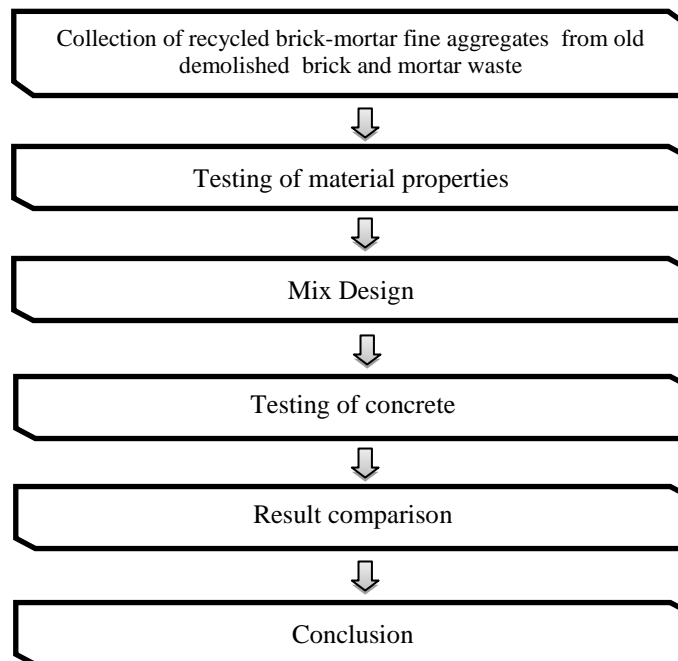 Collection of recycled brick-mortar fine aggregates from old
demolished brick and mortar waste
Testing of material properties
Mix Design
Testing of concrete
Result comparison
Conclusion